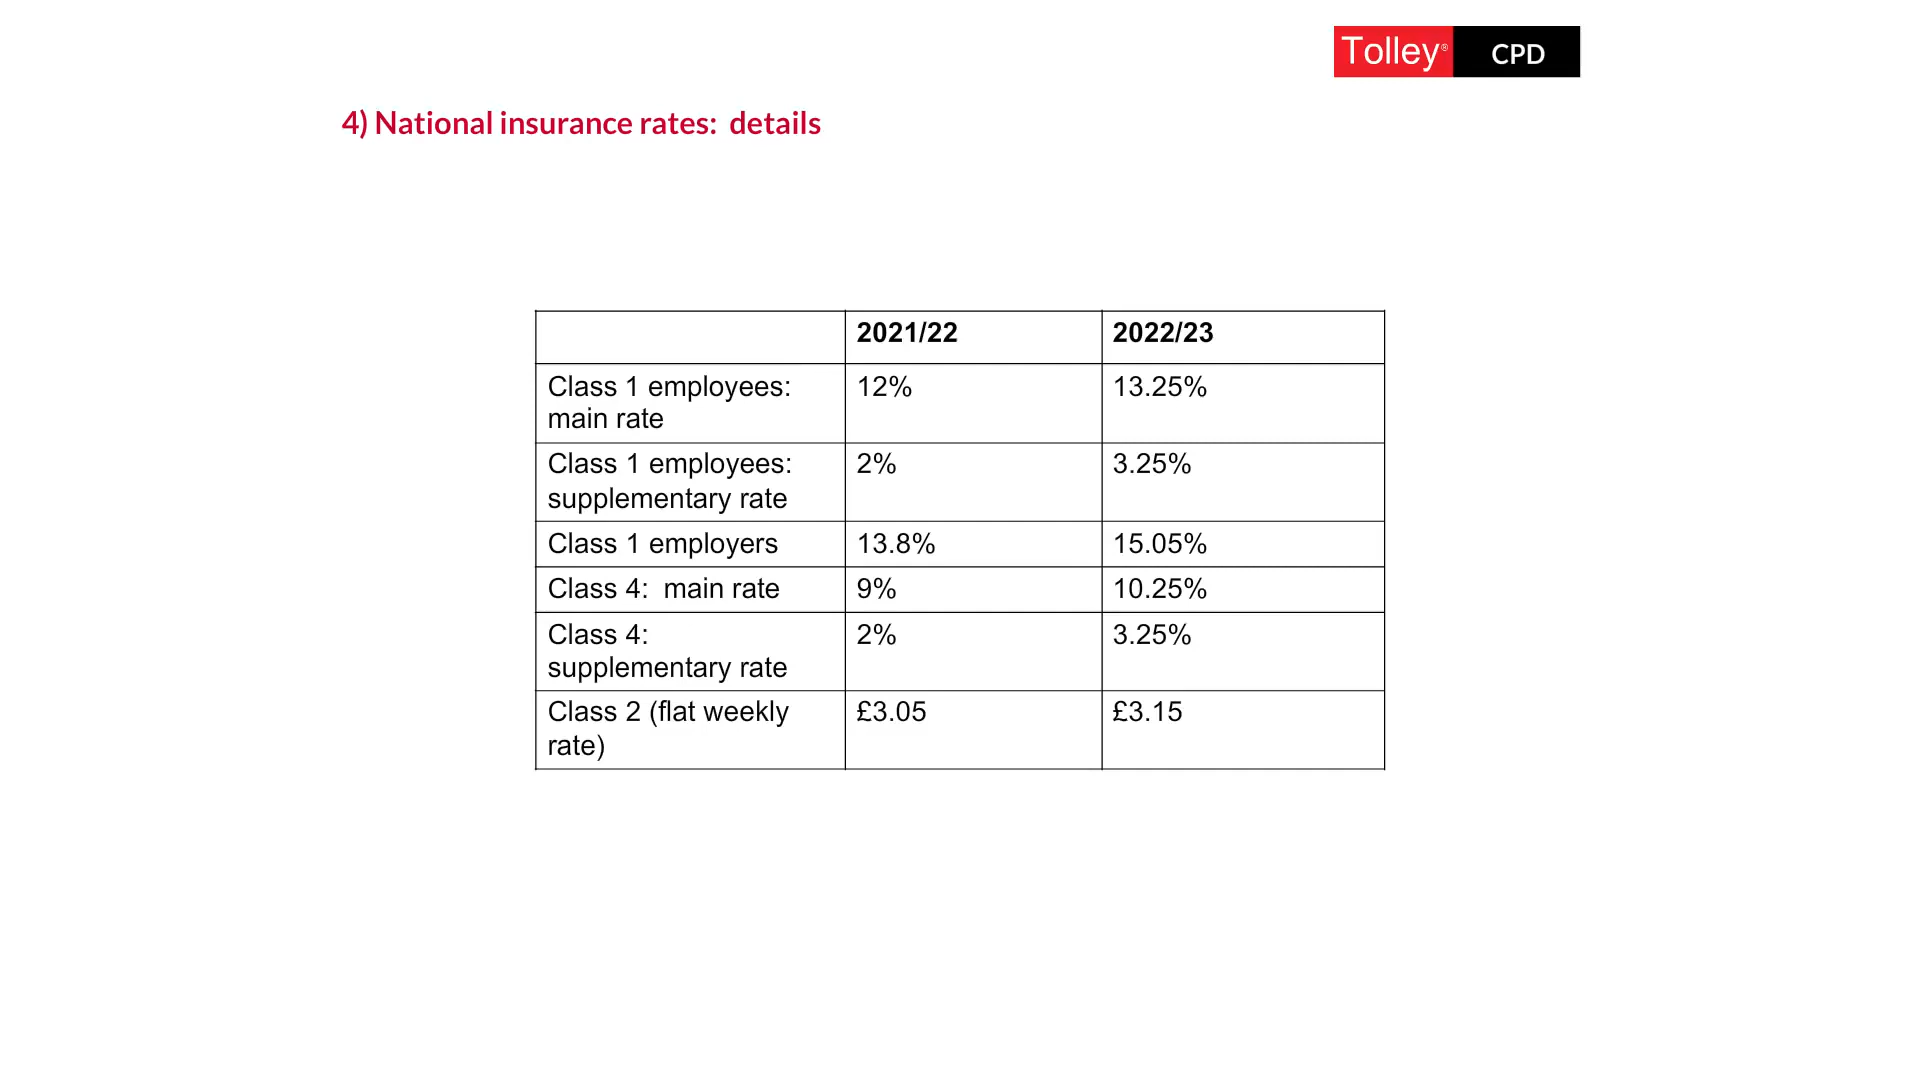 Tolley® CPD
4) National insurance rates: details
2021/22 2022/23
Class 1 employees: 12% 13.25%
main rate
Class 1 employees: 2% 3.25%
supplementary rate
Class 1 employers 13.8% 15.05%
Class 4: main rate 9% 10.25%
Class 4: 2% 3.25%
supplementary rate
Class 2 (flat weekly £3.05 £3.15
rate)